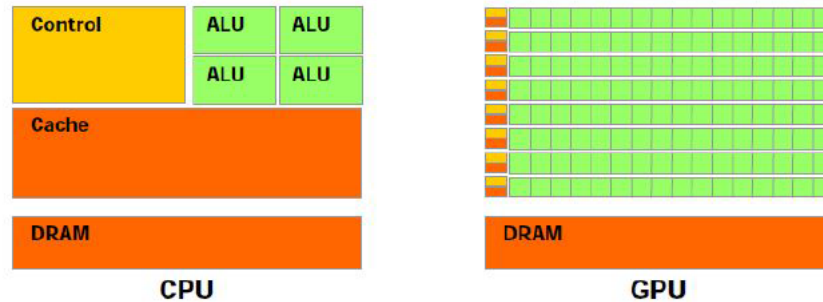 Control ALU ALU
ALU ALU
Cache
DRAM DRAM
CPU GPU